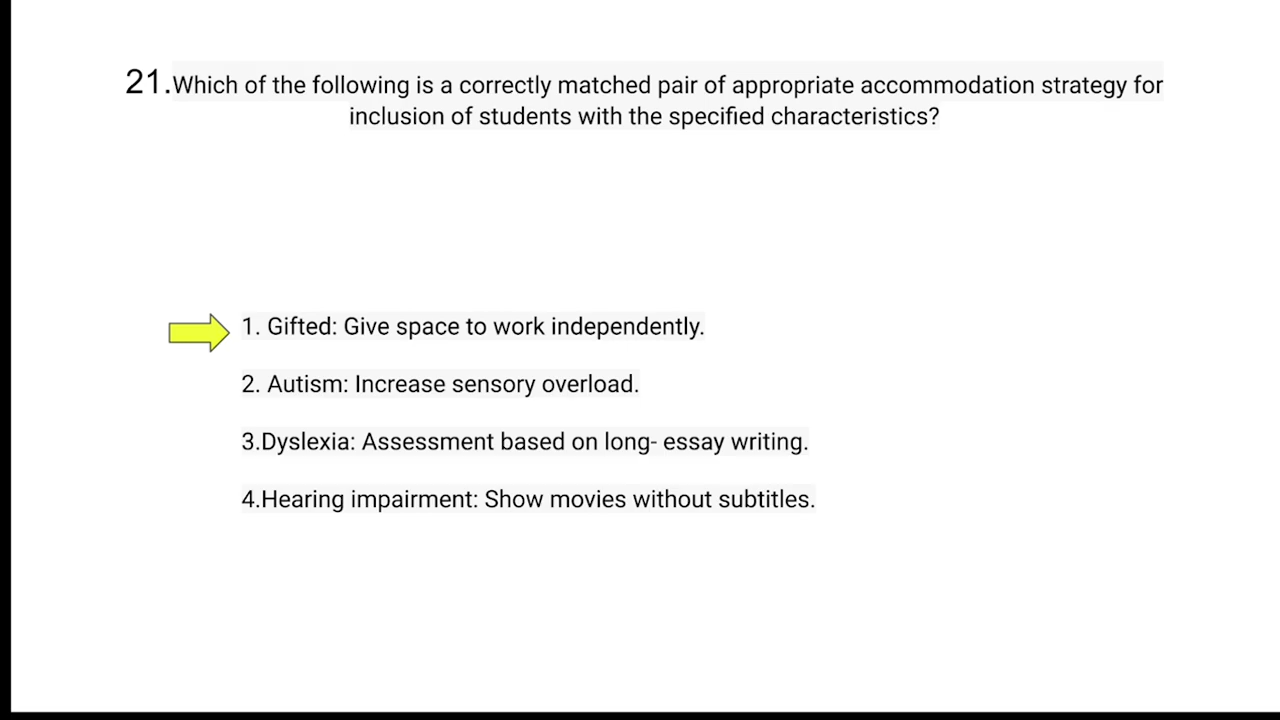 21.Which of the following is a correctly matched pair of appropriate accommodation strategy for
inclusion of students with the specified characteristics?
1. Gifted: Give space to work independently.
2. Autism: Increase sensory overload.
3.Dyslexia: Assessment based on long- essay writing.
4.Hearing impairment: Show movies without subtitles.